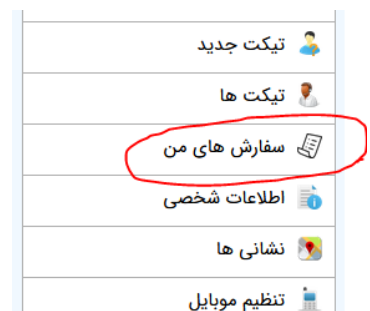 تیکت جدید
تیکت ها
سفارش های من
اطلاعات شخصی
نشانی ها
تنظیم موبایل